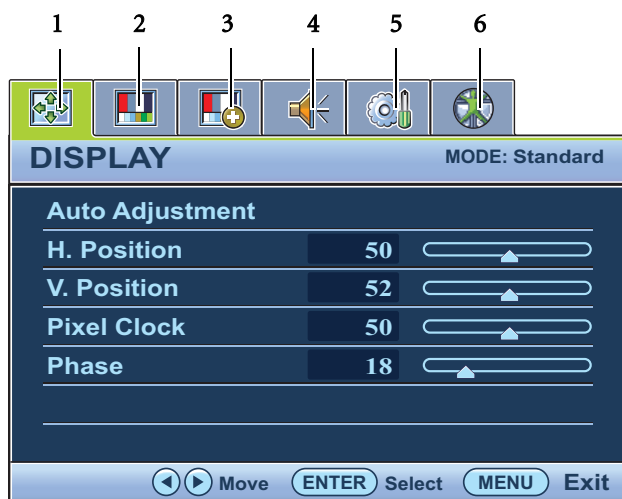 1 2 3 4 5 6
DISPLAY MODE: Standard
Auto Adjustment
H. Position 50
V. Position 52
Pixel Clock 50
Phase 18
Move ENTER Select MENU Exit